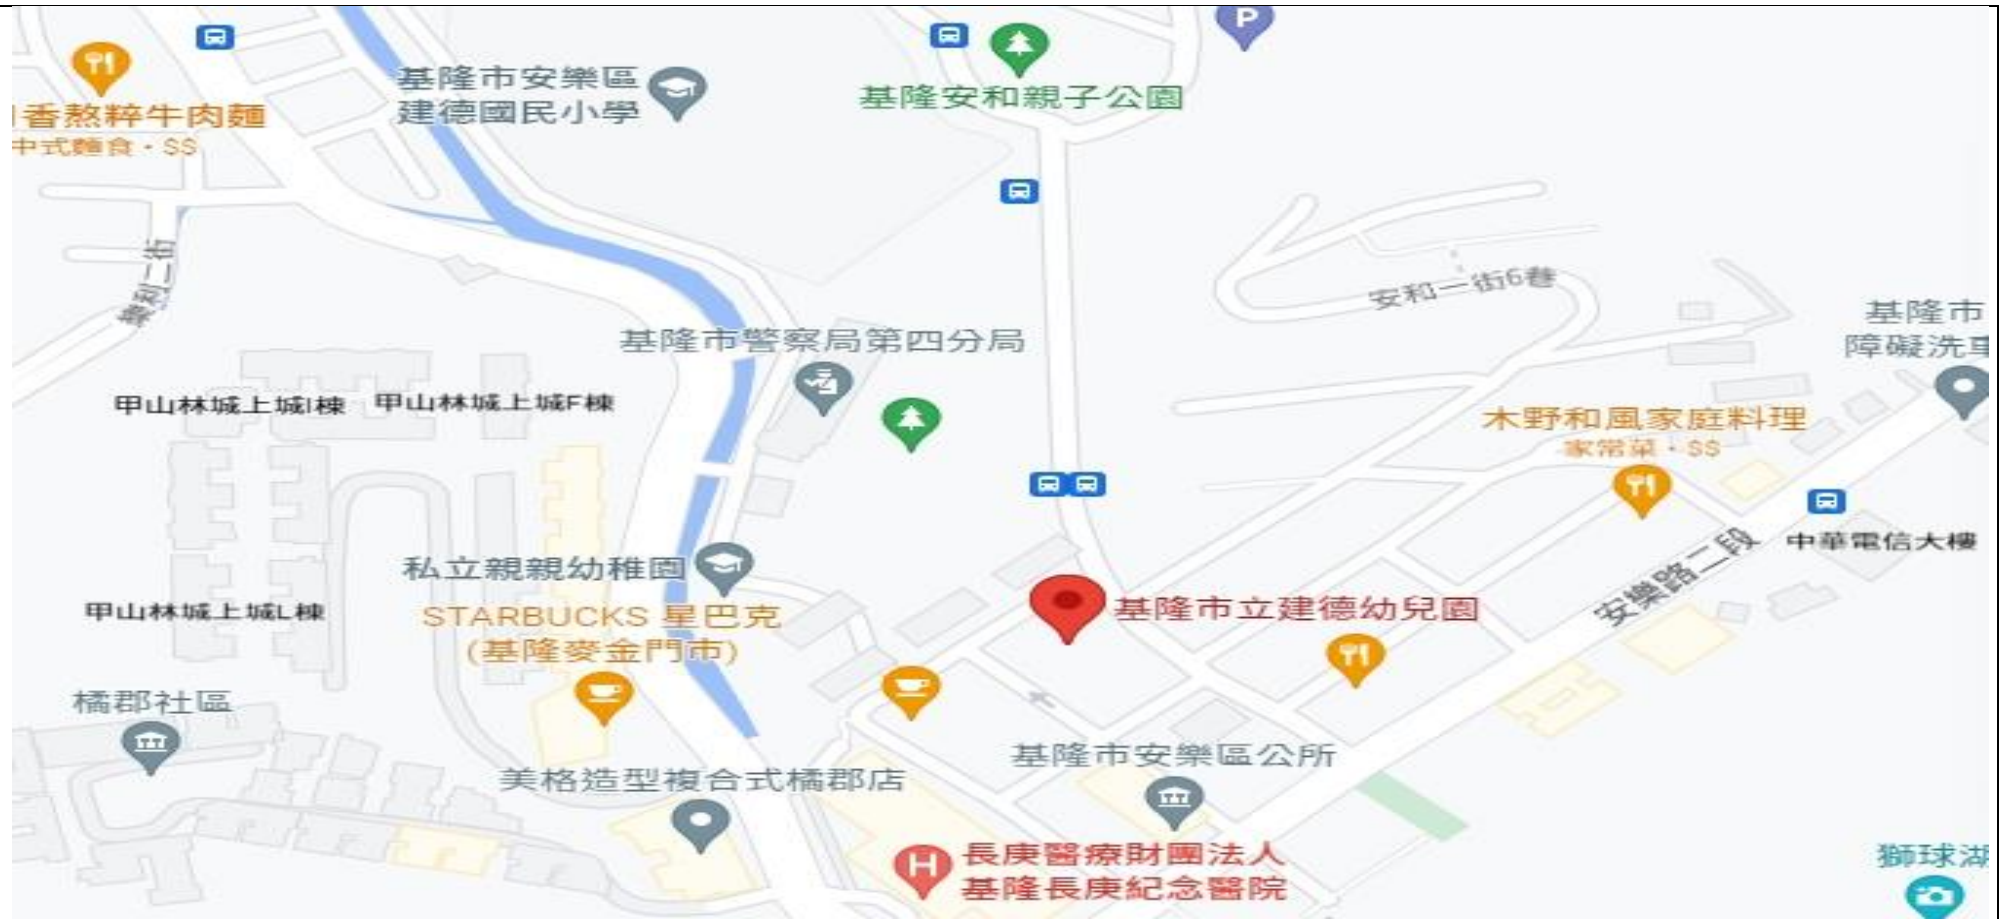 P
基隆市安樂區
建德國民小學
基隆安和親子公園
香熬粹牛肉麵
中式麵食・$$
樂利二街
安和一街6巷
基隆市
障礙洗車
基隆市警察局第四分局
甲山林城上城I棟
甲山林城上城F棟
木野和風家庭料理
家常菜・$$
中華電信大樓
安樂路二段
私立親親幼稚園
甲山林城上城L棟
STARBUCKS 星巴克
(基隆麥金門市)
基隆市立建德幼兒園
橘郡社區
基隆市安樂區公所
美格造型複合式橘郡店
H
長庚醫療財團法人
基隆長庚紀念醫院
獅球湖